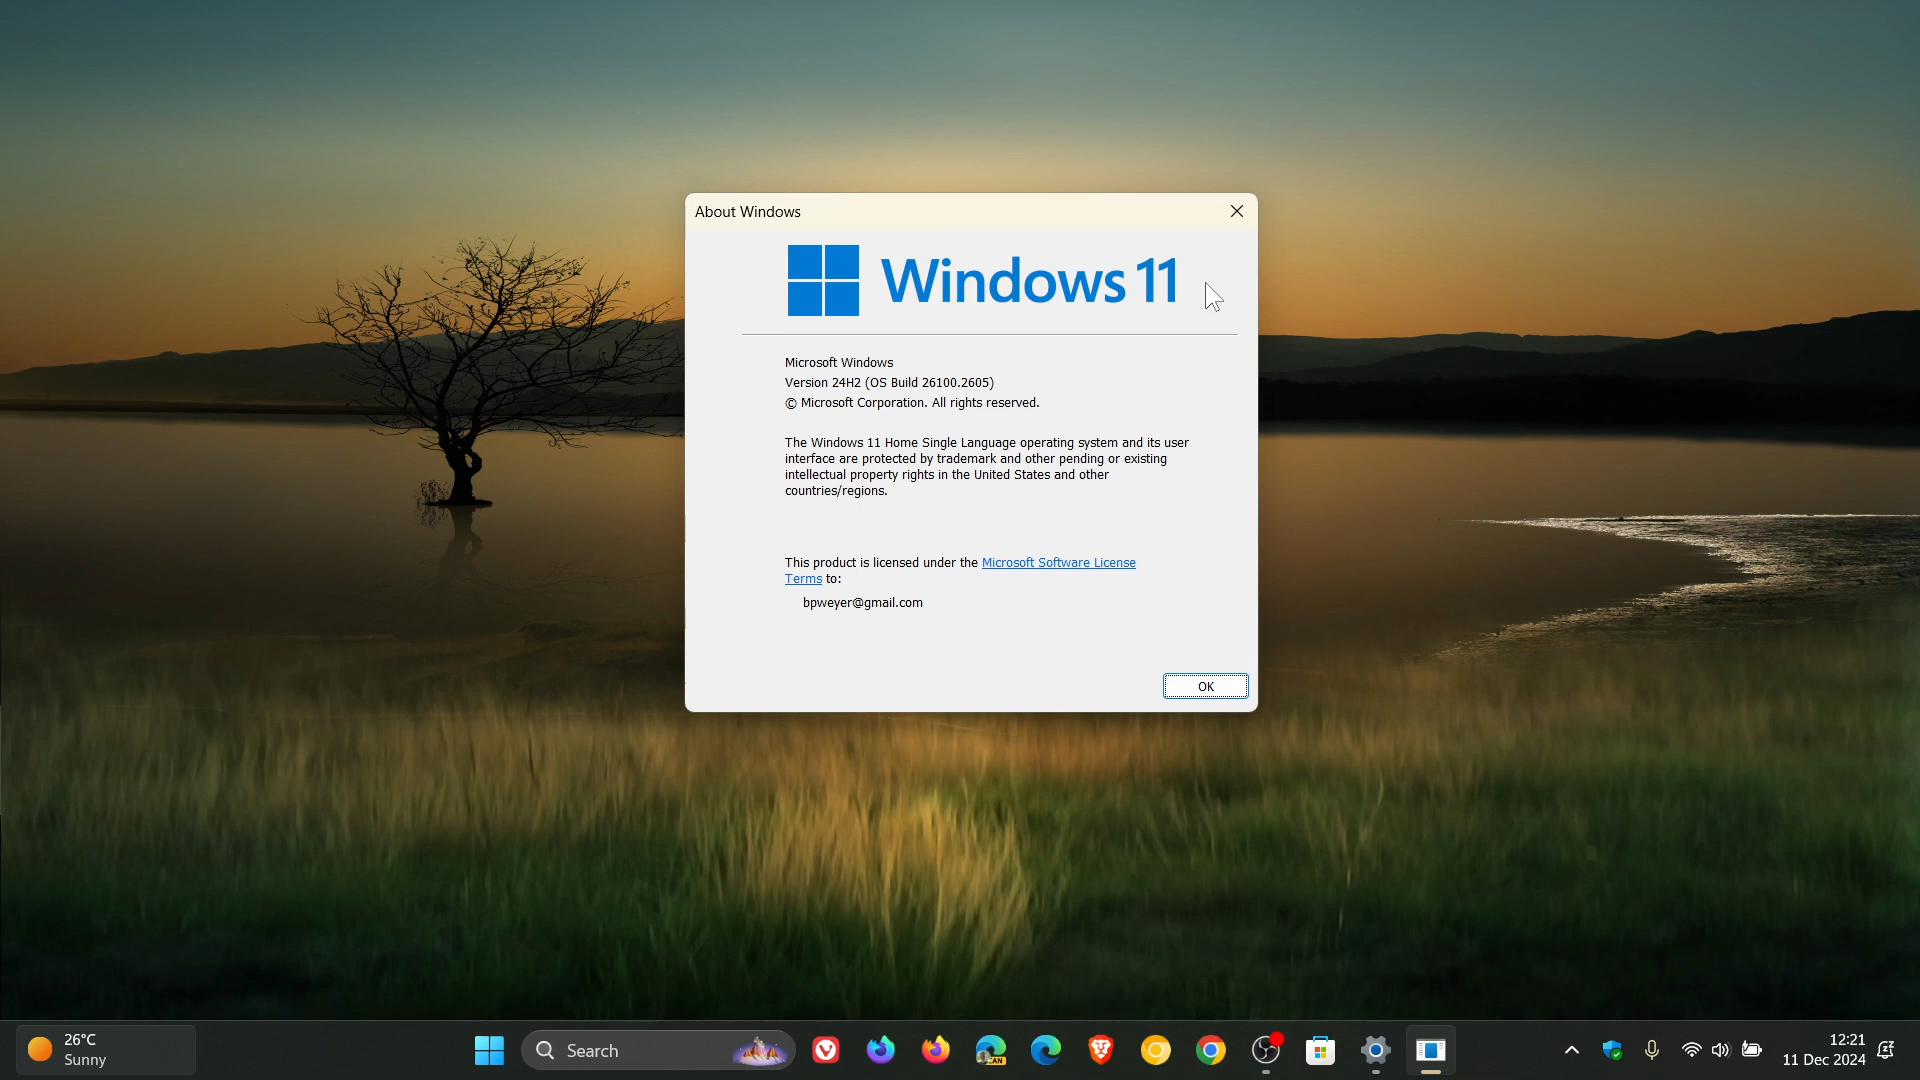 About Windows
Windows 11
Microsoft Windows
Version 24H2 (OS Build 26100.2605)
© Microsoft Corporation. All rights reserved.
The Windows 11 Home Single Language operating system and its user
interface are protected by trademark and other pending or existing
intellectual property rights in the United States and other
countries/regions.
This product is licensed under the Microsoft Software License
Terms to:
bpweyer@gmail.com
OK
26°C
Sunny
Search
CAN
12:21
11 Dec 2024